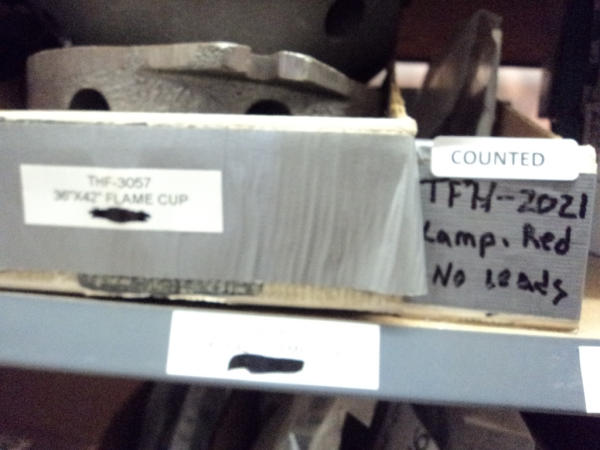 THF-3057
36"X42" FLAME CUP
COUNTED
TFH-2021
Lamp. Red
No Leads